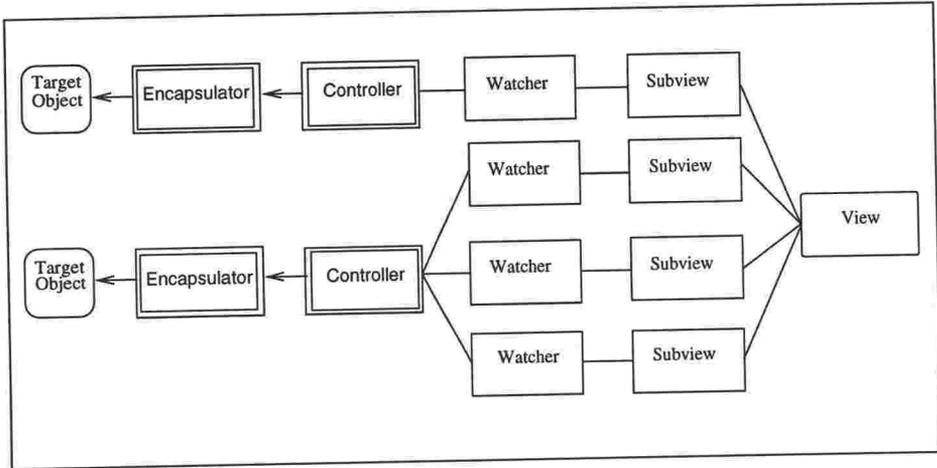 Target
Object
Encapsulator
Controller
Watcher
Subview
Watcher
Subview
View
Target
Object
Encapsulator
Controller
Watcher
Subview
Watcher
Subview